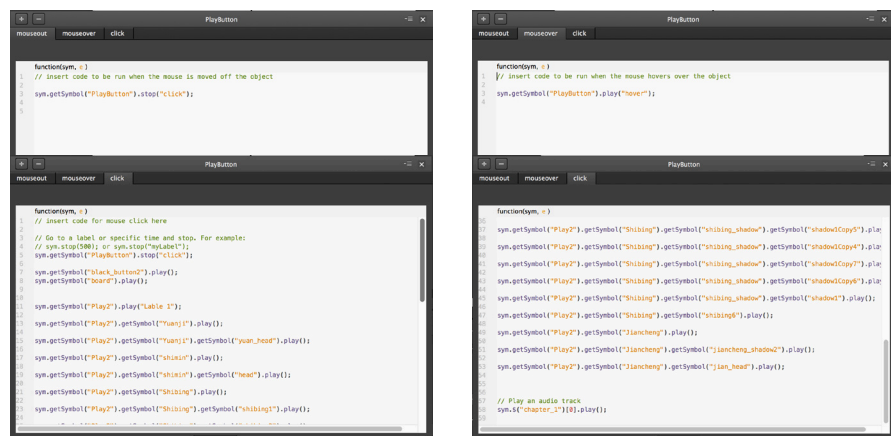 PlayButton
mouseout mouseover click
function(sym, e)
// insert code to be run when the mouse is moved off the object
sym.getSymbol("PlayButton").stop("click");
PlayButton
mouseout mouseover click
function(sym, e)
// insert code for mouse click here
// Go to a label or specific time and stop. For example:
// sym.stop(500); or sym.stop("myLabel");
sym.getSymbol("PlayButton").stop("click");
sym.getSymbol("black_button2").play();
sym.getSymbol("board").play();
sym.getSymbol("Play2").play("Lable 1");
sym.getSymbol("Play2").getSymbol("Yuanji").play();
sym.getSymbol("Play2").getSymbol("Yuanji").getSymbol("yuan_head").play();
sym.getSymbol("Play2").getSymbol("shimin").play();
sym.getSymbol("Play2").getSymbol("shimin").getSymbol("head").play();
sym.getSymbol("Play2").getSymbol("Shibing").play();
sym.getSymbol("Play2").getSymbol("Shibing").getSymbol("shibing1").play();
PlayButton
mouseout mouseover click
function(sym, e)
// insert code to be run when the mouse hovers over the object
sym.getSymbol("PlayButton").play("hover");
PlayButton
mouseout mouseover click
function(sym, e)
sym.getSymbol("Play2").getSymbol("Shibing").getSymbol("shibing_shadow").getSymbol("shadow1Copy5").play
sym.getSymbol("Play2").getSymbol("Shibing").getSymbol("shibing_shadow").getSymbol("shadow1Copy4").play
sym.getSymbol("Play2").getSymbol("Shibing").getSymbol("shibing_shadow").getSymbol("shadow1Copy7").play
sym.getSymbol("Play2").getSymbol("Shibing").getSymbol("shibing_shadow").getSymbol("shadow1Copy6").play
sym.getSymbol("Play2").getSymbol("Shibing").getSymbol("shibing_shadow").getSymbol("shadow1").play();
sym.getSymbol("Play2").getSymbol("Shibing").getSymbol("shibing6").play();
sym.getSymbol("Play2").getSymbol("Jiancheng").play();
sym.getSymbol("Play2").getSymbol("Jiancheng").getSymbol("jiancheng_shadow2").play();
sym.getSymbol("Play2").getSymbol("Jiancheng").getSymbol("jian_head").play();
// Play an audio track
sym.$("chapter_1")[0].play();